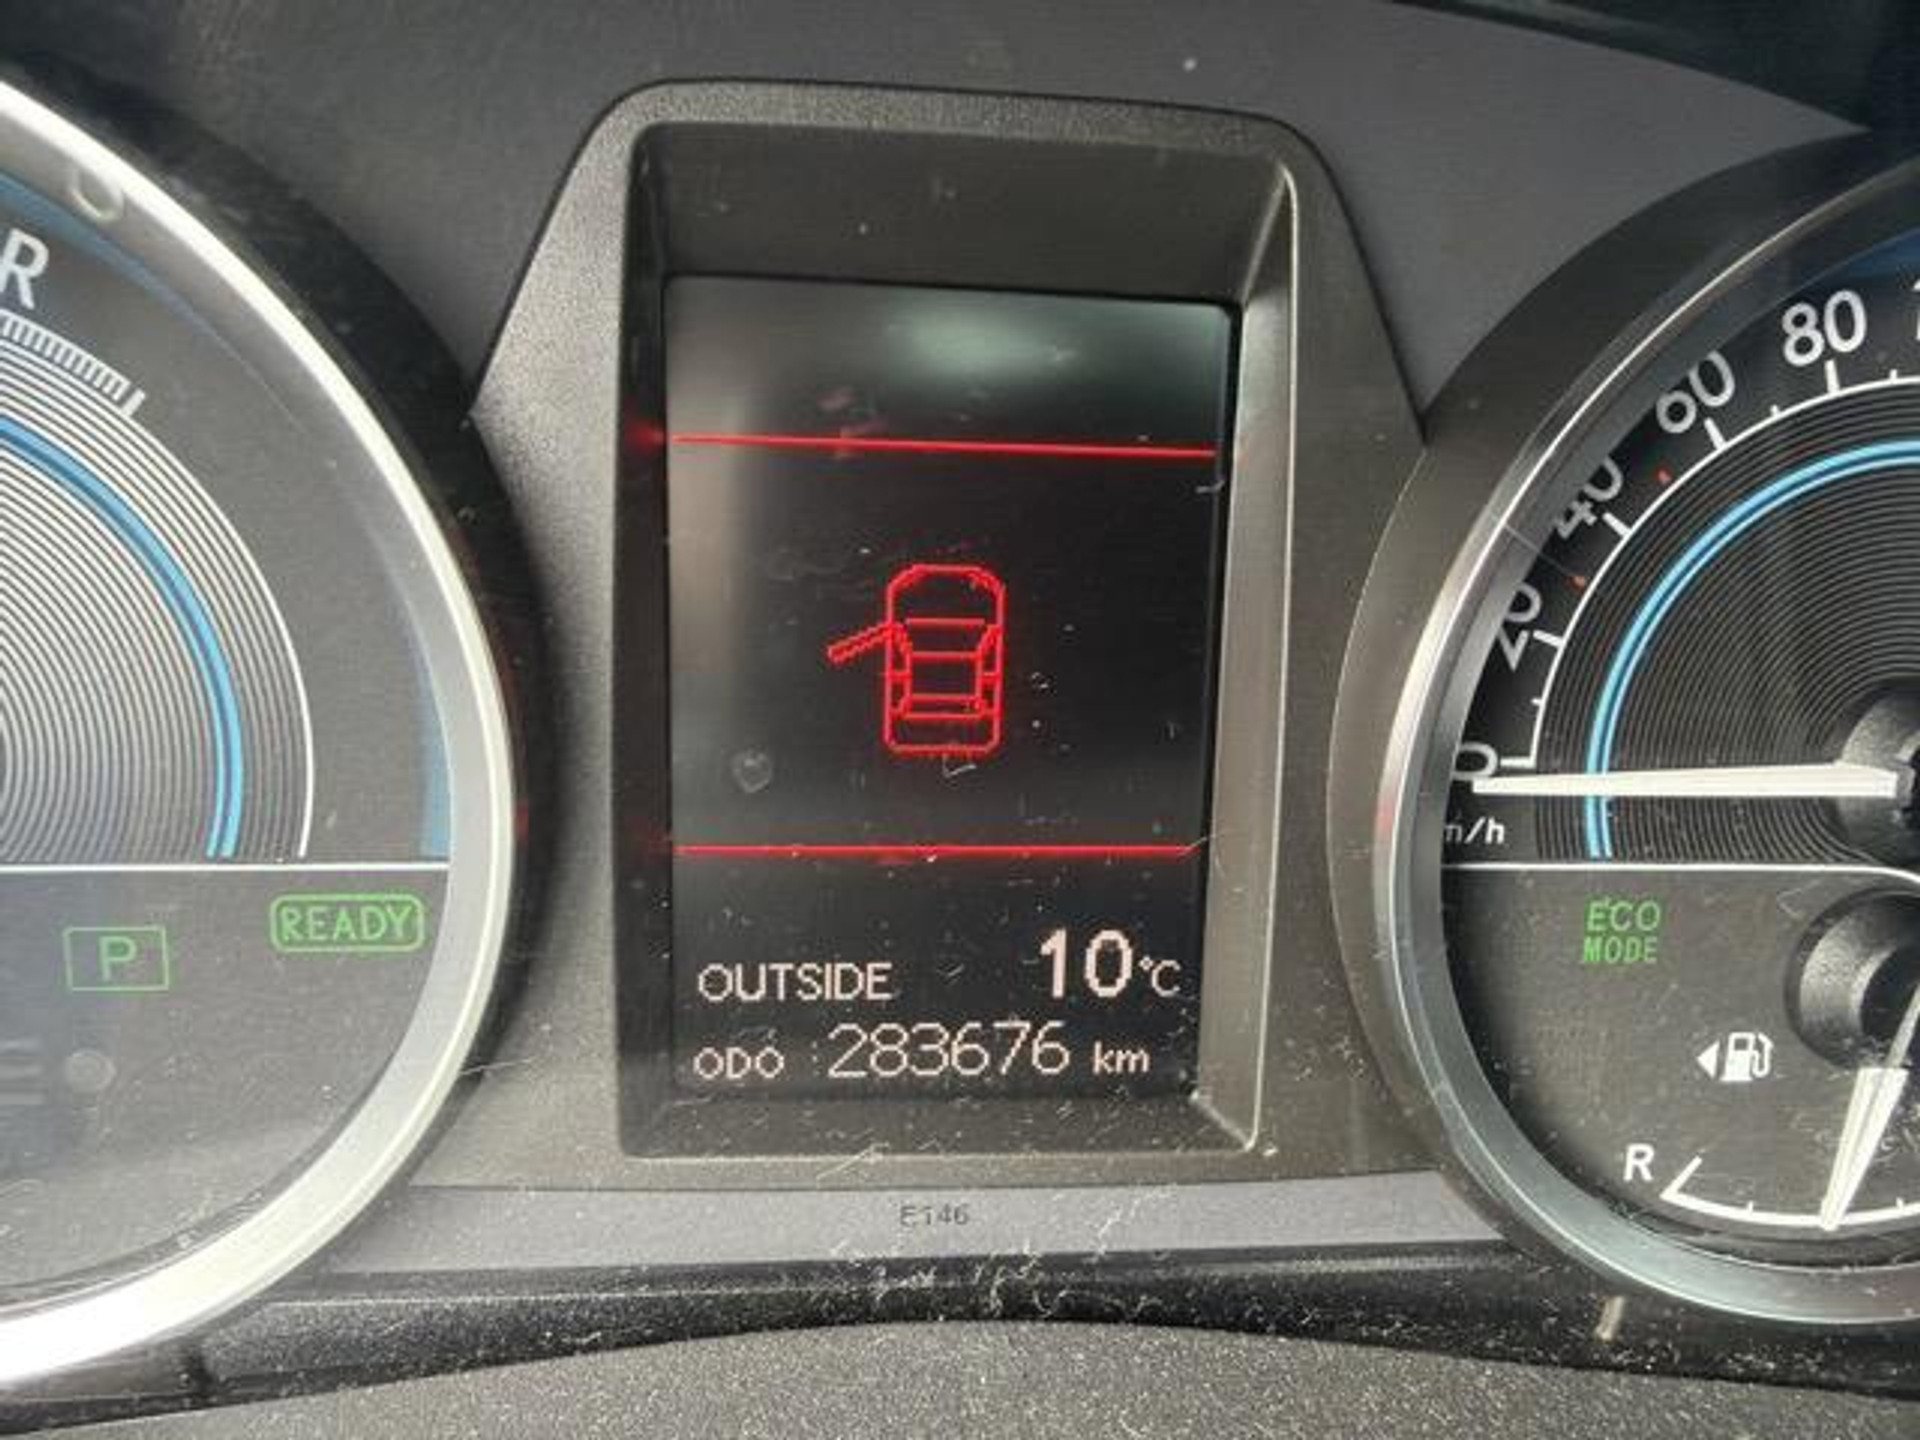 R
READY
P
OUTSIDE 10°C
ODO 283676 km
E146
80
60
40
20
0
m/h
ECO
MODE
R